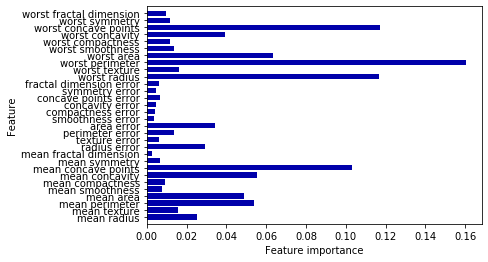 worst fractal dimension
worst symmetry
worst concave points
worst concavity
worst compactness
worst smoothness
worst area
worst perimeter
worst texture
worst radius
fractal dimension error
symmetry error
concave points error
concavity error
compactness error
smoothness error
area error
perimeter error
texture error
radius error
mean fractal dimension
mean symmetry
mean concave points
mean concavity
mean compactness
mean smoothness
mean area
mean perimeter
mean texture
mean radius
Feature
0.00 0.02 0.04 0.06 0.08 0.10 0.12 0.14 0.16
Feature importance